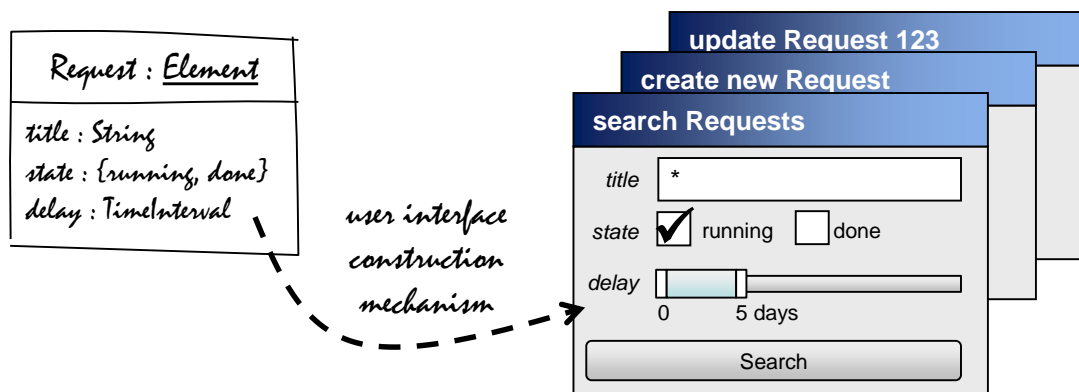 Request : Element
title : String
state : {running, done}
delay : TimeInterval
user interface
construction
mechanism
update Request 123
create new Request
search Requests
title *
state running done
delay
0 5 days
Search